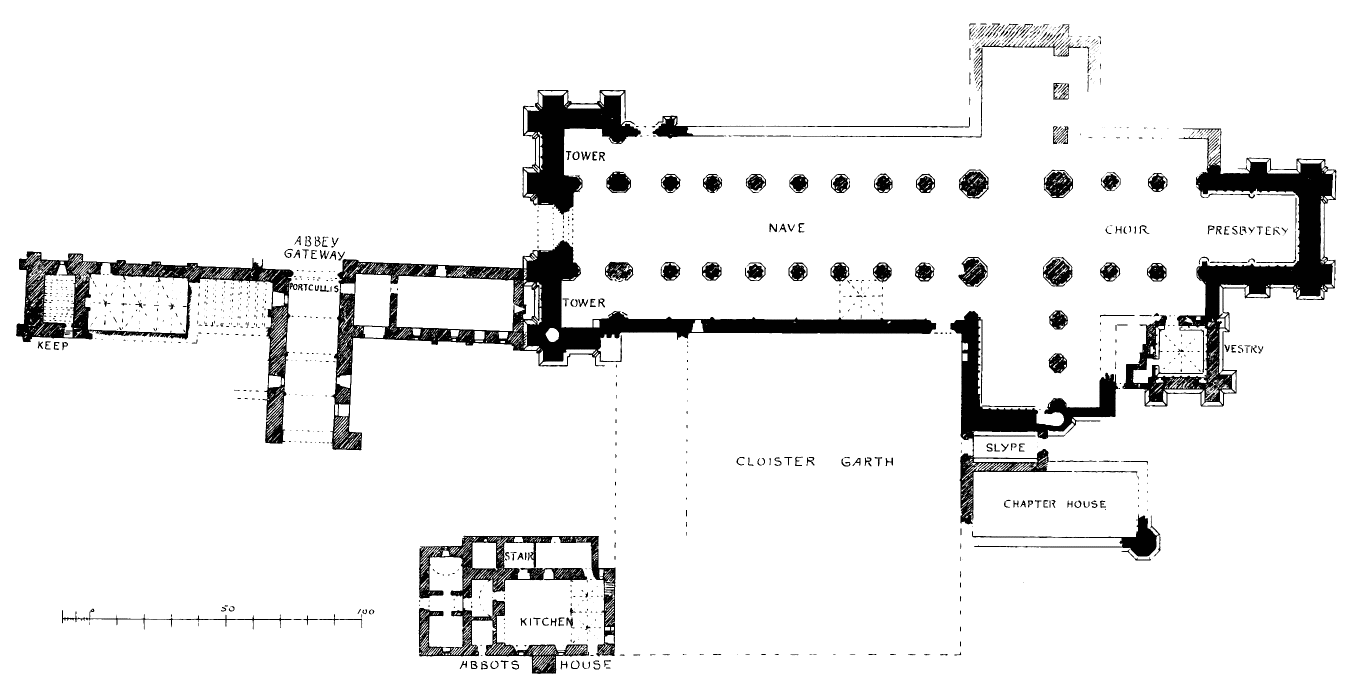 TOWER
NAVE
CHOIR
PRESBYTERY
ABBEY
GATEWAY
PORTCULLIS
TOWER
KEEP
VESTRY
SLYPE
CLOISTER GARTH
CHAPTER HOUSE
STAIR
KITCHEN
ABBOTS HOUSE
0 50 100